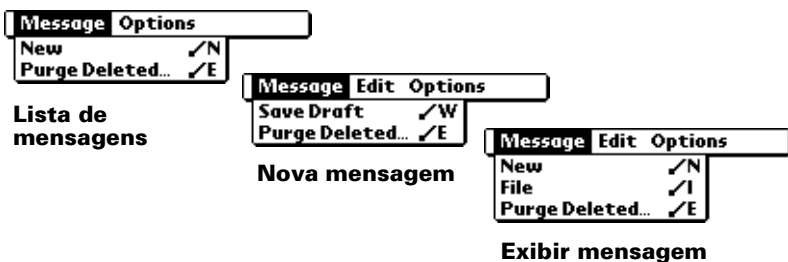 Message Options
New ⁄N
Purge Deleted... ⁄E
Lista de
mensagens
Message Edit Options
Save Draft ⁄W
Purge Deleted... ⁄E
Nova mensagem
Message Edit Options
New ⁄N
File ⁄I
Purge Deleted... ⁄E
Exibir mensagem